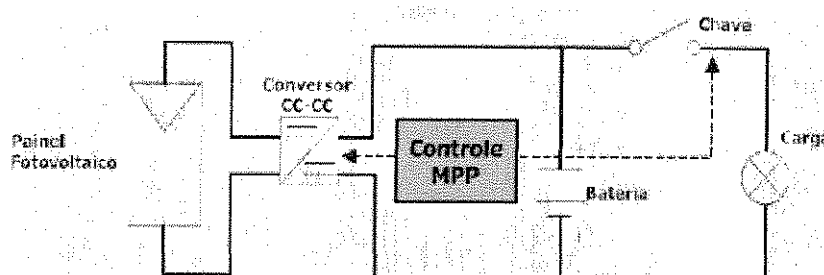 Chave
Conversor
CC-CC
Painel
Fotovoltaico
Controle
MPP
Carga
Bateria